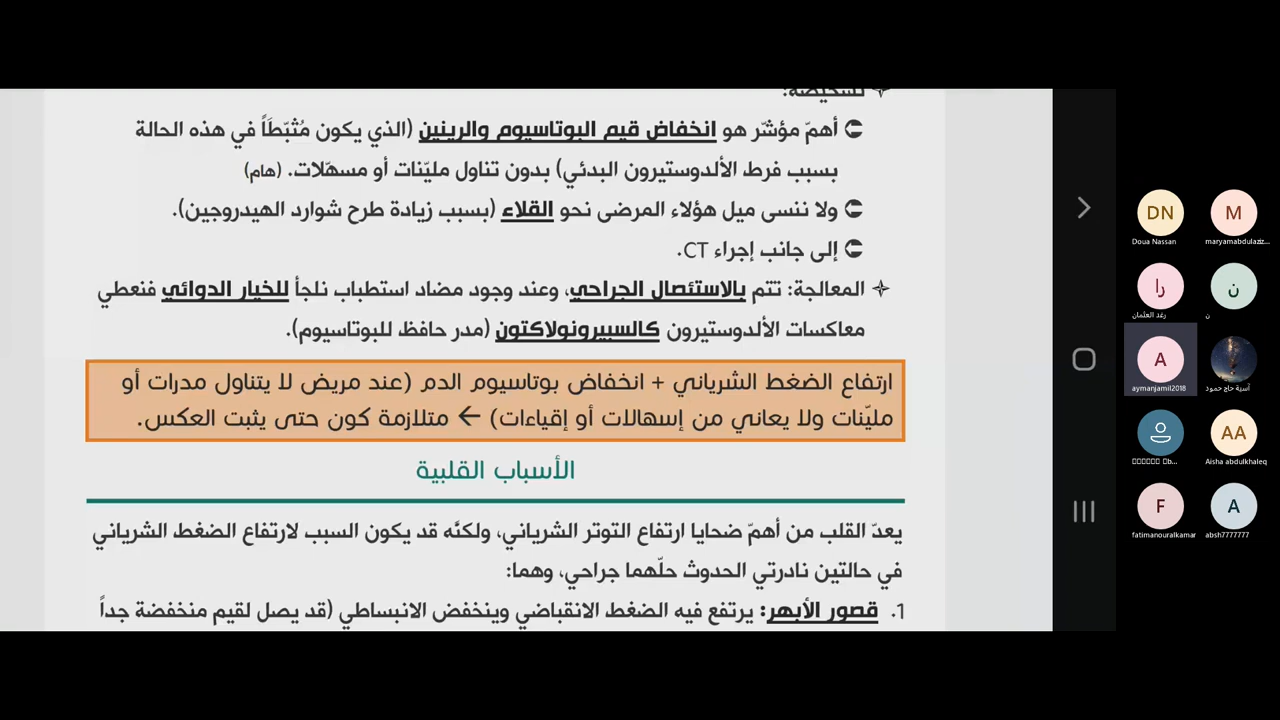 تشخيصه:
أهمّ مؤشّر هو انخفاض قيم البوتاسيوم والرينين (الذي يكون مُثبّطَاً في هذه الحالة
بسبب فرط الألدوستيرون البدئي) بدون تناول مليّنات أو مسهّلات. (هام)
ولا ننسى ميل هؤلاء المرضى نحو القلاء (بسبب زيادة طرح شوارد الهيدروجين).
إلى جانب إجراء CT.
المعالجة: تتم بالاستئصال الجراحي، وعند وجود مضاد استطباب نلجأ للخيار الدوائي فنعطي
معاكسات الألدوستيرون كالسبيرونولاكتون (مدر حافظ للبوتاسيوم).
ارتفاع الضغط الشرياني + انخفاض بوتاسيوم الدم (عند مريض لا يتناول مدرات أو
مليّنات ولا يعاني من إسهالات أو إقياءات) ← متلازمة كون حتى يثبت العكس.
الأسباب القلبية
يعدّ القلب من أهمّ ضحايا ارتفاع التوتر الشرياني، ولكنّه قد يكون السبب لارتفاع الضغط الشرياني
في حالتين نادرتي الحدوث حلّهما جراحي، وهما:
1. قصور الأبهر: يرتفع فيه الضغط الانقباضي وينخفض الانبساطي (قد يصل لقيم منخفضة جداً
DN
Doua Nassan
M
maryamabdulaziz...
را
رغد العثمان
ن
ن
A
aymanjamil2018
آسية حاج حمود
AA
Aisha abdulkhaleq
F
fatimanouralkamar
A
absh7777777